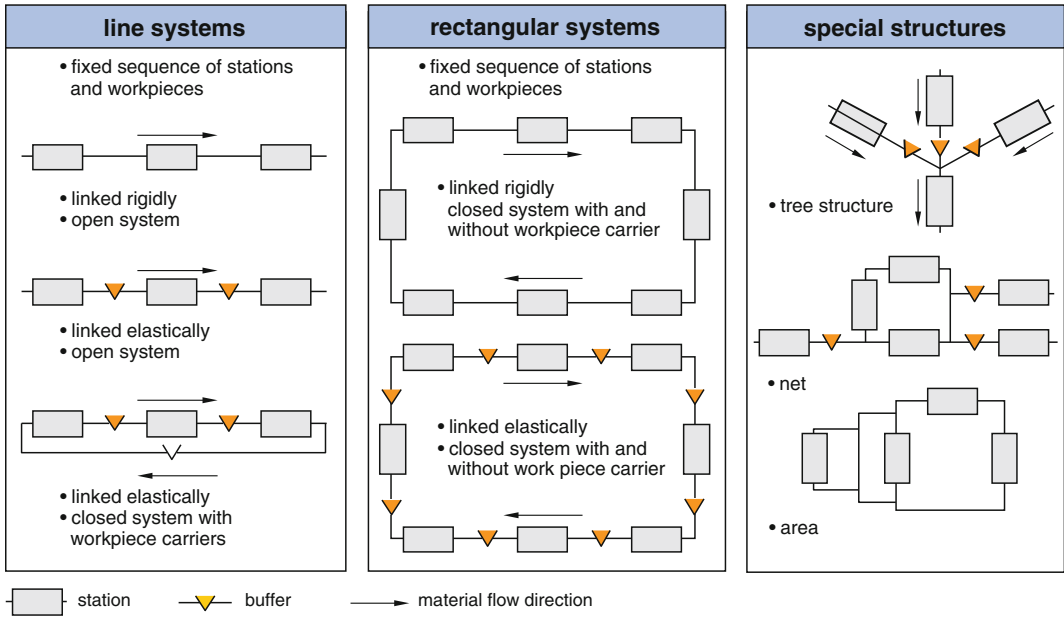 line systems
• fixed sequence of stations
and workpieces
• linked rigidly
• open system
• linked elastically
• open system
• linked elastically
• closed system with
workpiece carriers
rectangular systems
• fixed sequence of stations
and workpieces
• linked rigidly
closed system with and
without workpiece carrier
• linked elastically
• closed system with and
without work piece carrier
special structures
• tree structure
• net
• area
station
buffer
material flow direction